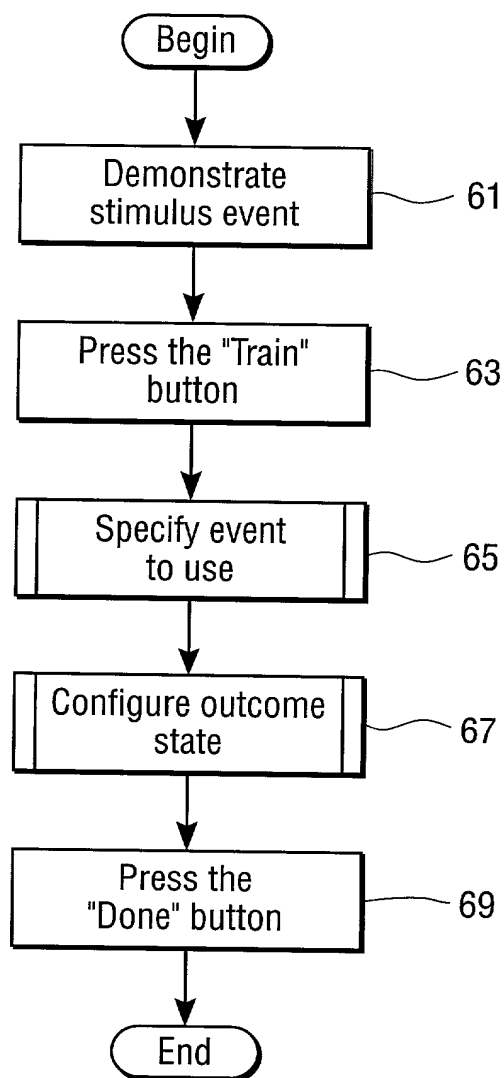 Begin
Demonstrate
stimulus event
61
Press the "Train"
button
63
Specify event
to use
65
Configure outcome
state
67
Press the
"Done" button
69
End